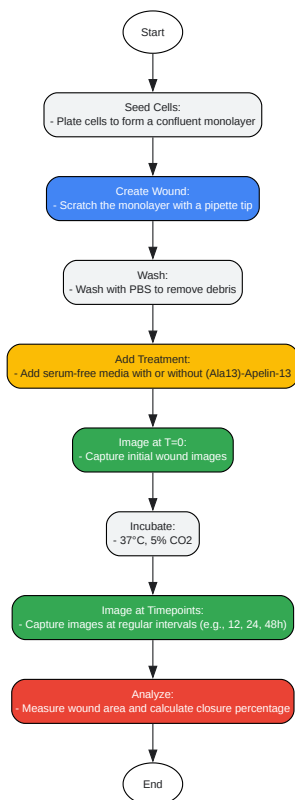 Start
Seed Cells:
- Plate cells to form a confluent monolayer
Create Wound:
- Scratch the monolayer with a pipette tip
Wash:
- Wash with PBS to remove debris
Add Treatment:
- Add serum-free media with or without (Ala13)-Apelin-13
Image at T=0:
- Capture initial wound images
Incubate:
- 37°C, 5% CO2
Image at Timepoints:
- Capture images at regular intervals (e.g., 12, 24, 48h)
Analyze:
- Measure wound area and calculate closure percentage
End